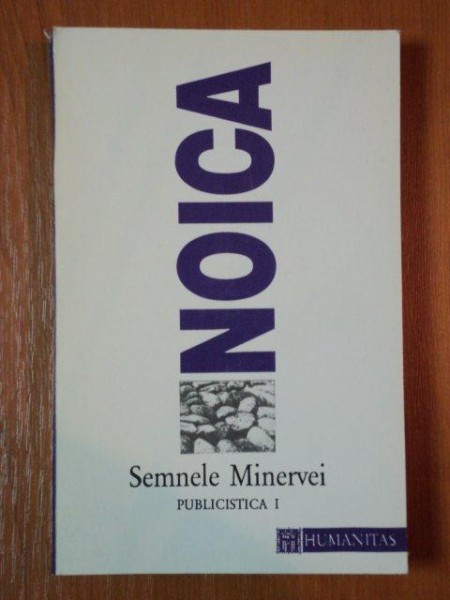 NOICA
Semnele Minervei
PUBLICISTICA I
HUMANITAS